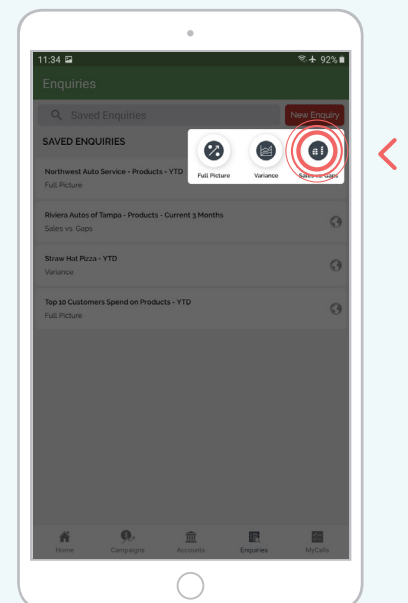 11:34 92%
Enquiries
Saved Enquiries New Enquiry
SAVED ENQUIRIES
Full Picture Variance Sales vs. Gaps
Northwest Auto Service - Products - YTD
Full Picture
Riviera Autos of Tampa - Products - Current 3 Months
Sales vs. Gaps
Straw Hat Pizza - YTD
Variance
Top 10 Customers Spend on Products - YTD
Full Picture
Home Campaigns Accounts Enquiries MyCalls